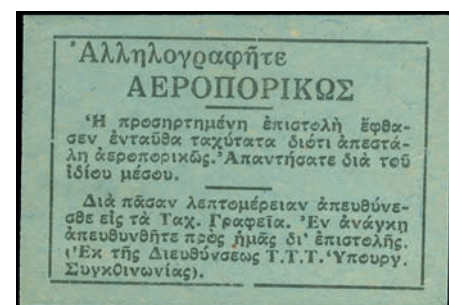 Ἀλληλογραφῆτε
ΑΕΡΟΠΟΡΙΚΩΣ
Ἡ προσηρτημένη ἐπιστολὴ ἔφθα-
σεν ἐνταῦθα ταχύτατα διότι ἀπεστά-
λη ἀεροπορικῶς. Ἀπαντήσατε διὰ τοῦ
ἰδίου μέσου.
Διὰ πᾶσαν λεπτομέρειαν ἀπευθύνε-
σθε εἰς τὰ Ταχ. Γραφεῖα. Ἐν ἀνάγκῃ
ἀπευθυνθῆτε πρὸς ἡμᾶς δι' ἐπιστολῆς.
(Ἐκ τῆς Διευθύνσεως Τ.Τ.Τ. Ὑπουργ.
Συγκοινωνίας).